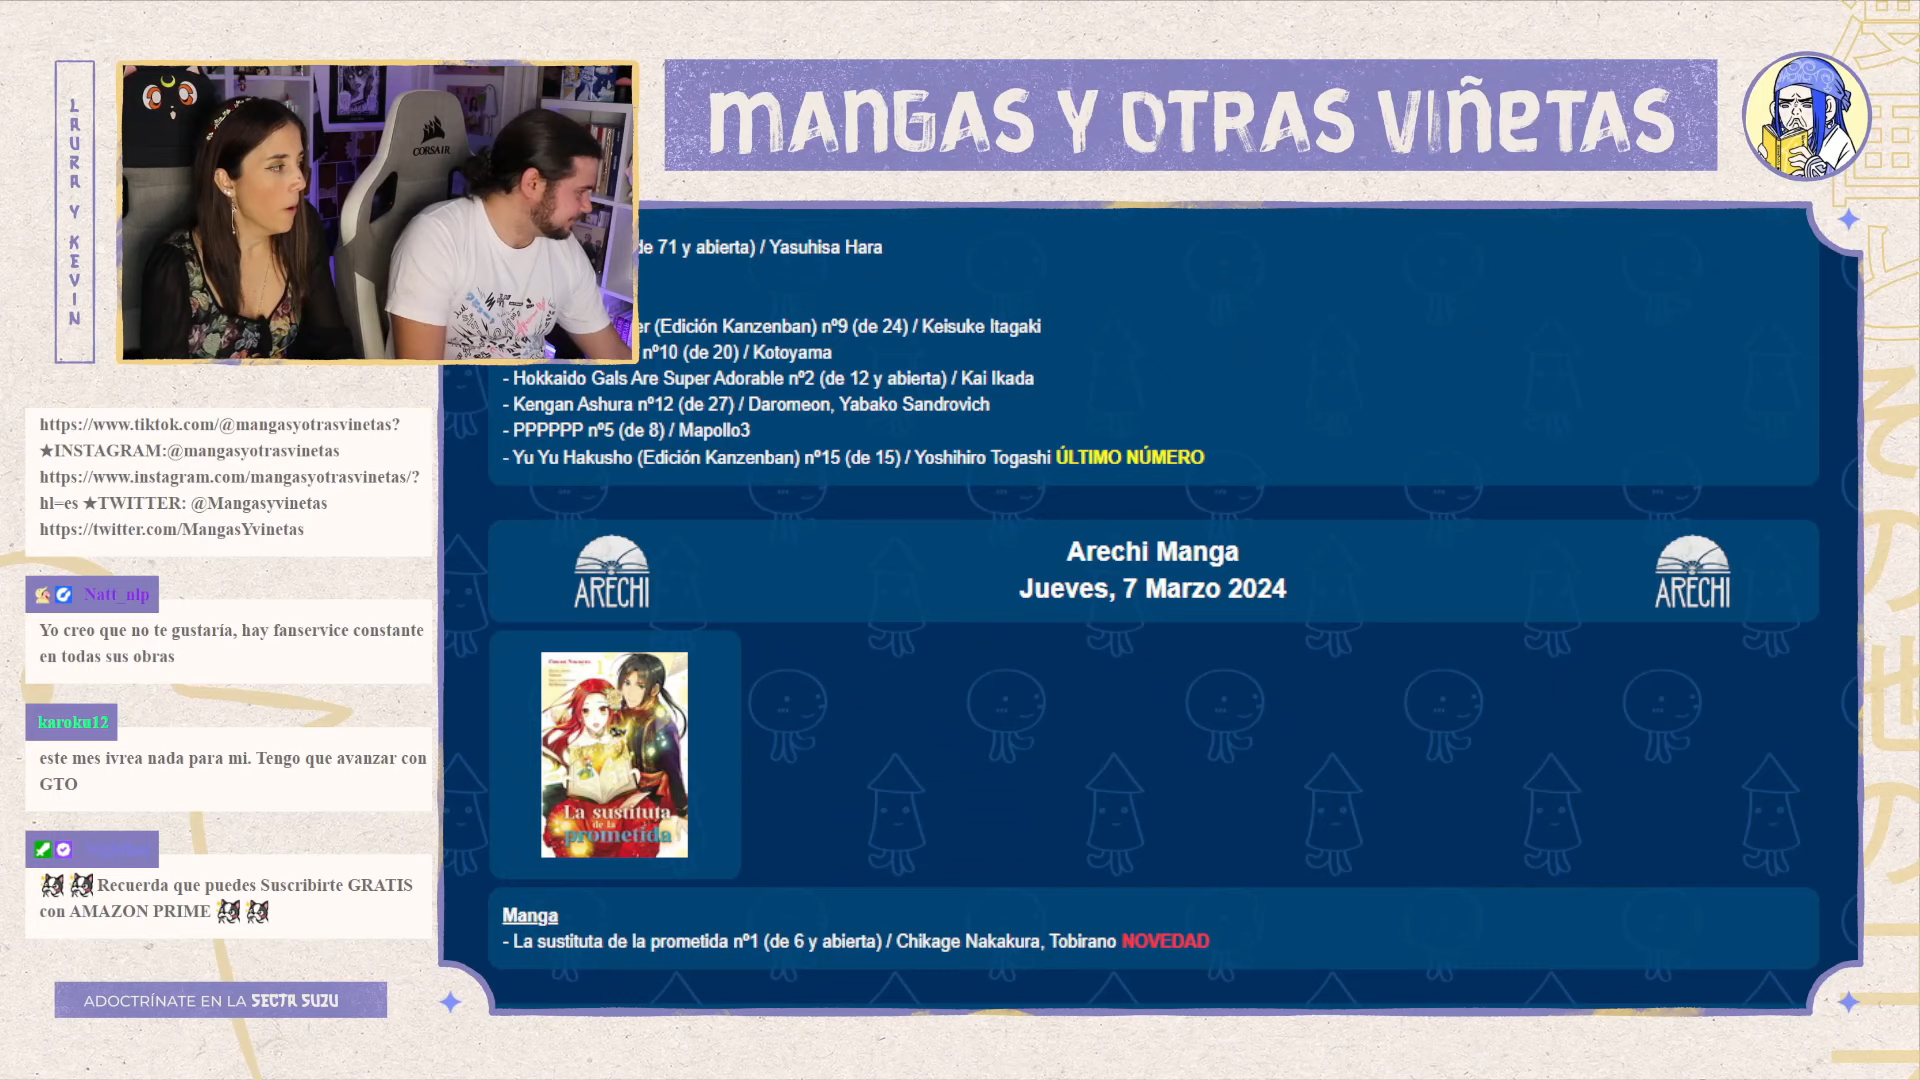 LAURA Y KEVIN
CORSAIR
MANGAS Y OTRAS VIÑETAS
de 71 y abierta) / Yasuhisa Hara
er (Edición Kanzenban) nº9 (de 24) / Keisuke Itagaki
nº10 (de 20) / Kotoyama
- Hokkaido Gals Are Super Adorable nº2 (de 12 y abierta) / Kai Ikada
- Kengan Ashura nº12 (de 27) / Daromeon, Yabako Sandrovich
- PPPPPP nº5 (de 8) / Mapollo3
- Yu Yu Hakusho (Edición Kanzenban) nº15 (de 15) / Yoshihiro Togashi ÚLTIMO NÚMERO
https://www.tiktok.com/@mangasyotrasvinetas?
★INSTAGRAM:@mangasyotrasvinetas
https://www.instagram.com/mangasyotrasvinetas/?
hl=es ★TWITTER: @Mangasyvinetas
https://twitter.com/MangasYvinetas
Natt_nlp
Yo creo que no te gustaría, hay fanservice constante
en todas sus obras
karoku12
este mes ivrea nada para mi. Tengo que avanzar con
GTO
Recuerda que puedes Suscribirte GRATIS
con AMAZON PRIME
ADOCTRÍNATE EN LA SECTA SUZU
ARECHI
Arechi Manga
Jueves, 7 Marzo 2024
ARECHI
La sustituta
de la
prometida
Manga
- La sustituta de la prometida nº1 (de 6 y abierta) / Chikage Nakakura, Tobirano NOVEDAD